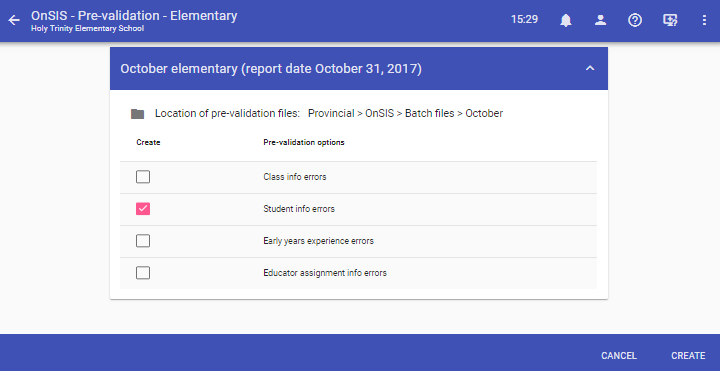 OnSIS - Pre-validation - Elementary
Holy Trinity Elementary School
15:29
October elementary (report date October 31, 2017)
Location of pre-validation files: Provincial > OnSIS > Batch files > October
Create Pre-validation options
Class info errors
Student info errors
Early years experience errors
Educator assignment info errors
CANCEL CREATE